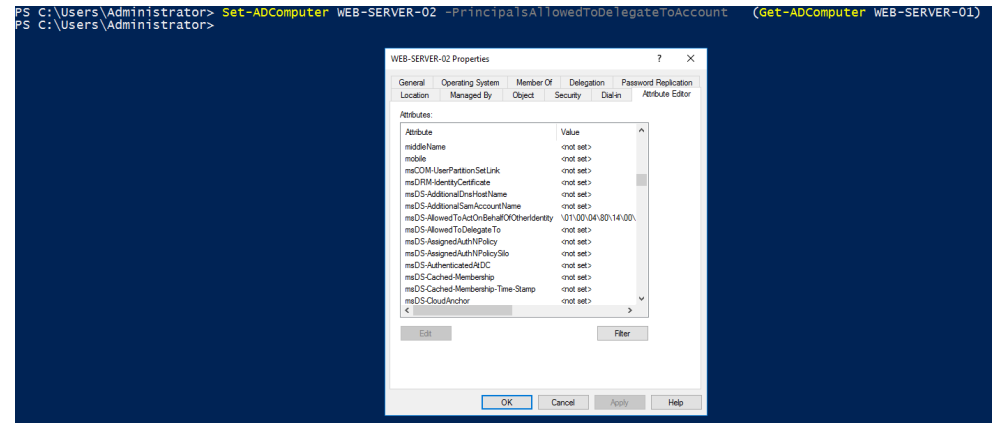 PS C:\Users\Administrator> Set-ADComputer WEB-SERVER-02 -PrincipalsAllowedToDelegateToAccount (Get-ADComputer WEB-SERVER-01)
PS C:\Users\Administrator>
WEB-SERVER-02 Properties ? ×
General Operating System Member Of Delegation Password Replication
Location Managed By Object Security Dial-in Attribute Editor
Attributes:
Attribute Value
middleName <not set>
mobile <not set>
msCOM-UserPartitionSetLink <not set>
msDRM-IdentityCertificate <not set>
msDS-AdditionalDnsHostName <not set>
msDS-AdditionalSamAccountName <not set>
msDS-AllowedToActOnBehalfOfOtherIdentity \01\00\04\80\14\00\
msDS-AllowedToDelegateTo <not set>
msDS-AssignedAuthNPolicy <not set>
msDS-AssignedAuthNPolicySilo <not set>
msDS-AuthenticatedAtDC <not set>
msDS-Cached-Membership <not set>
msDS-Cached-Membership-Time-Stamp <not set>
msDS-CloudAnchor <not set>
Edit Filter
OK Cancel Apply Help